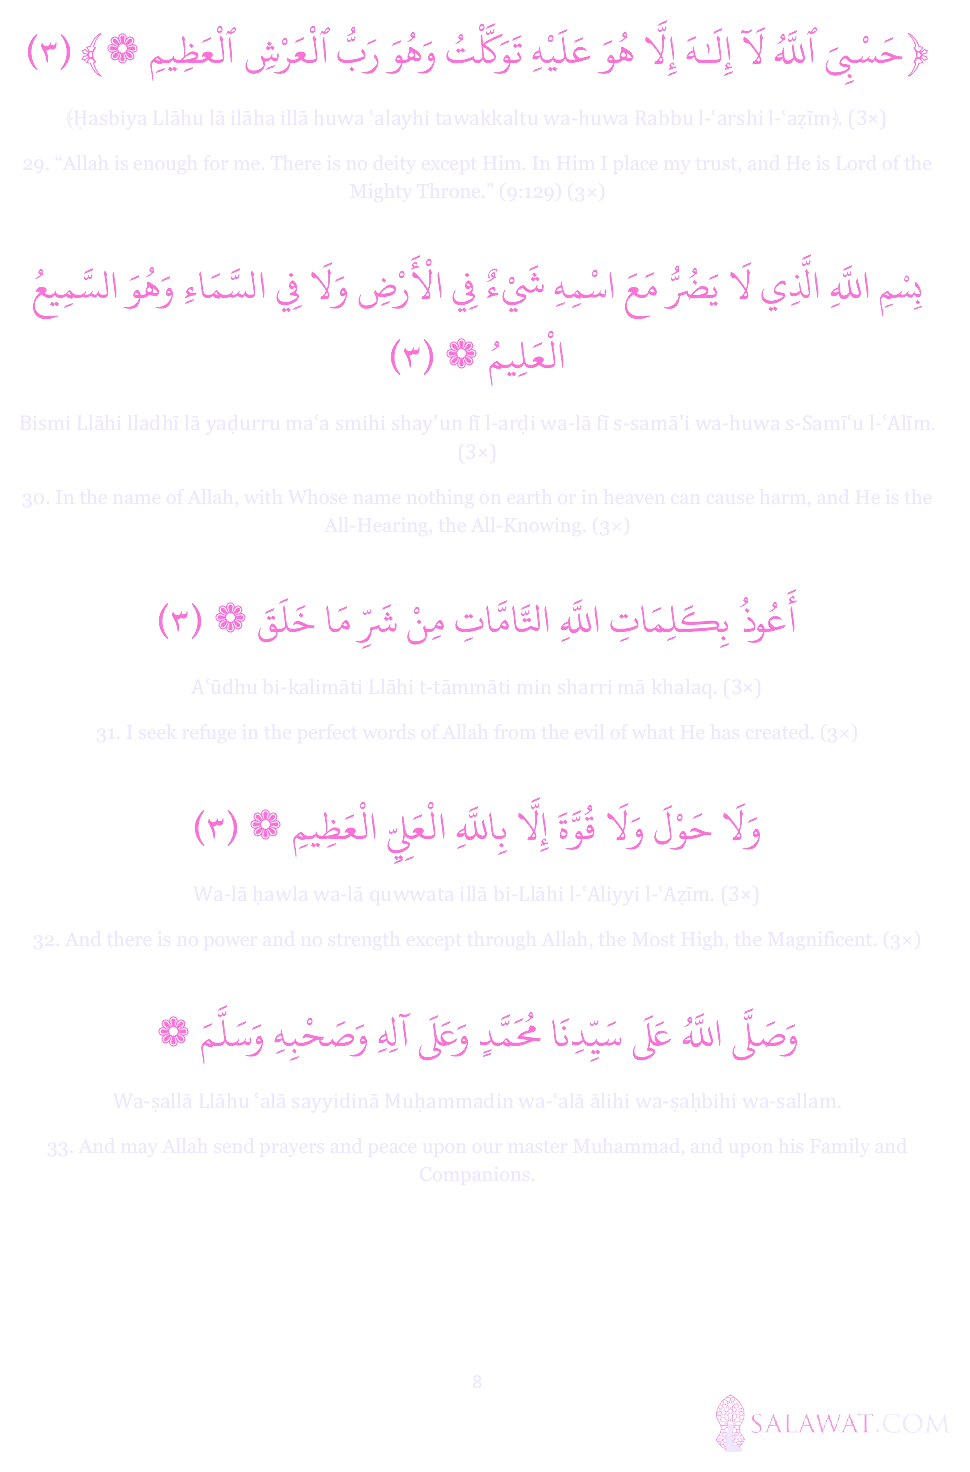 ﴿حَسْبِىَ ٱللَّهُ لَآ إِلَـٰهَ إِلَّا هُوَ عَلَيْهِ تَوَكَّلْتُ وَهُوَ رَبُّ ٱلْعَرْشِ ٱلْعَظِيمِ ❁﴾ (٣)
﴾Ḥasbiya Llāhu lā ilāha illā huwa ʿalayhi tawakkaltu wa-huwa Rabbu l-ʿarshi l-ʿaẓīm﴿. (3×)
29. “Allah is enough for me. There is no deity except Him. In Him I place my trust, and He is Lord of the
Mighty Throne.” (9:129) (3×)
بِسْمِ اللَّهِ الَّذِي لَا يَضُرُّ مَعَ اسْمِهِ شَيْءٌ فِي الْأَرْضِ وَلَا فِي السَّمَاءِ وَهُوَ السَّمِيعُ
الْعَلِيمُ ❁ (٣)
Bismi Llāhi lladhī lā yaḍurru maʿa smihi shayʾun fī l-arḍi wa-lā fī s-samāʾi wa-huwa s-Samīʿu l-ʿAlīm.
(3×)
30. In the name of Allah, with Whose name nothing on earth or in heaven can cause harm, and He is the
All-Hearing, the All-Knowing. (3×)
أَعُوذُ بِكَلِمَاتِ اللَّهِ التَّامَّاتِ مِنْ شَرِّ مَا خَلَقَ ❁ (٣)
Aʿūdhu bi-kalimāti Llāhi t-tāmmāti min sharri mā khalaq. (3×)
31. I seek refuge in the perfect words of Allah from the evil of what He has created. (3×)
وَلَا حَوْلَ وَلَا قُوَّةَ إِلَّا بِاللَّهِ الْعَلِيِّ الْعَظِيمِ ❁ (٣)
Wa-lā ḥawla wa-lā quwwata illā bi-Llāhi l-ʿAliyyi l-ʿAẓīm. (3×)
32. And there is no power and no strength except through Allah, the Most High, the Magnificent. (3×)
وَصَلَّى اللَّهُ عَلَى سَيِّدِنَا مُحَمَّدٍ وَعَلَى آلِهِ وَصَحْبِهِ وَسَلَّمَ ❁
Wa-ṣallā Llāhu ʿalā sayyidinā Muḥammadin wa-ʿalā ālihi wa-ṣaḥbihi wa-sallam.
33. And may Allah send prayers and peace upon our master Muhammad, and upon his Family and
Companions.
8
SALAWAT.COM